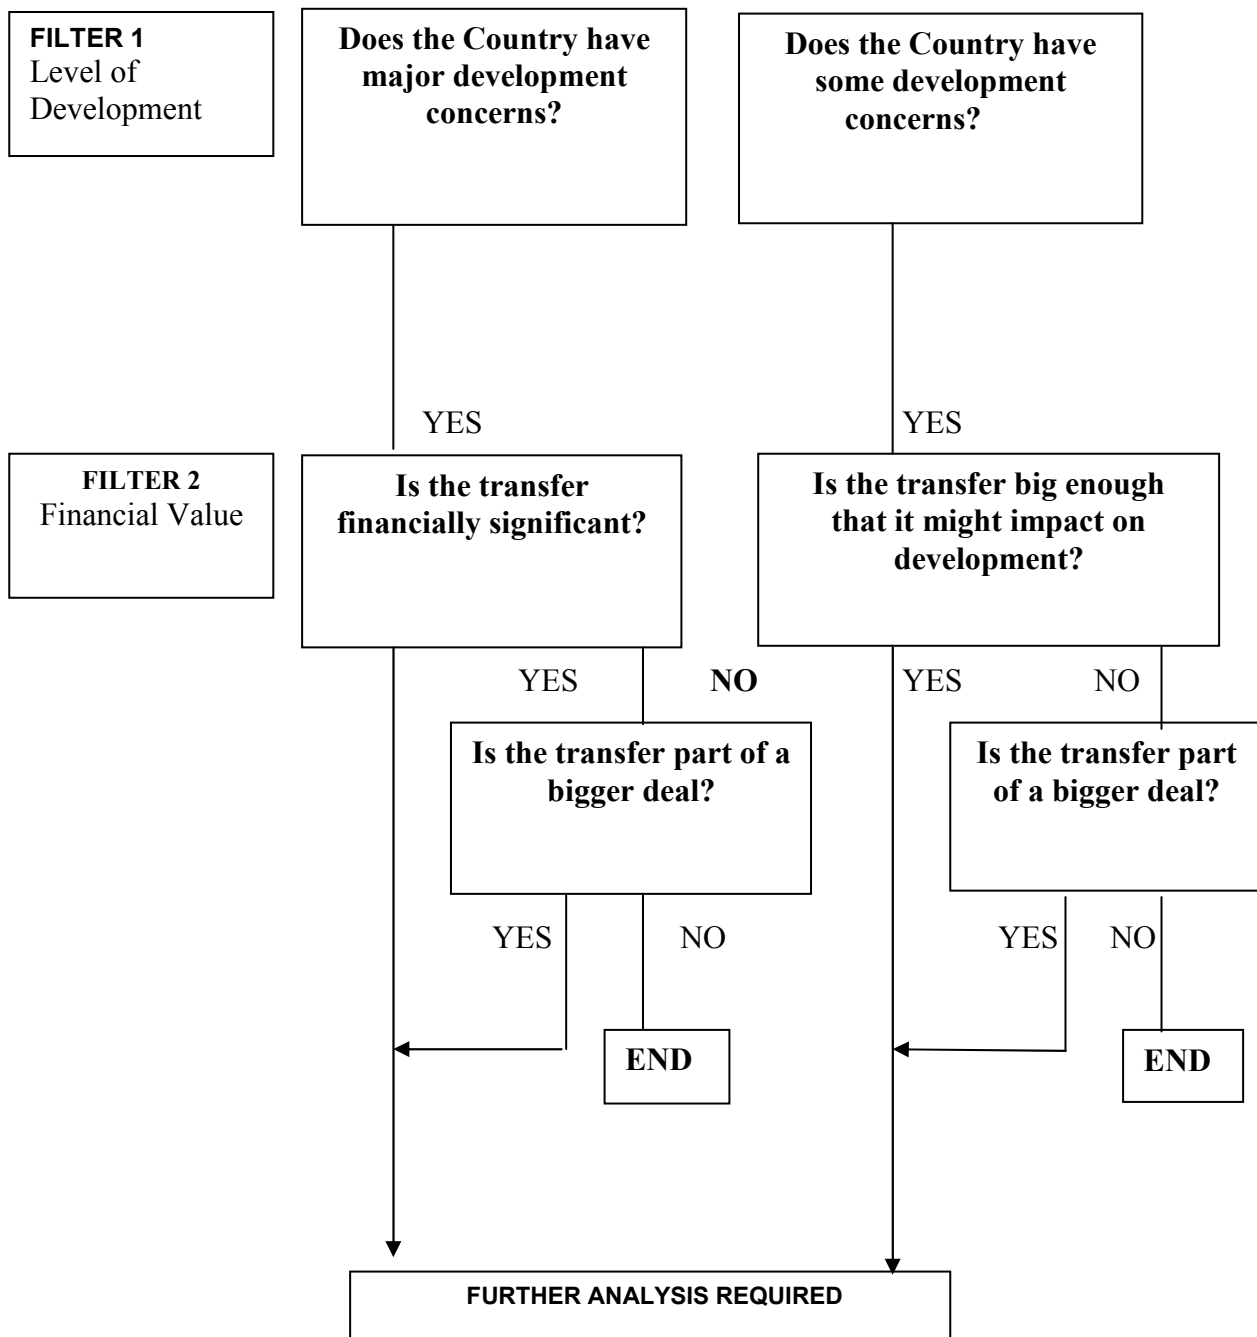 FILTER 1
Level of
Development
Does the Country have
major development
concerns?
Does the Country have
some development
concerns?
YES
YES
FILTER 2
Financial Value
Is the transfer
financially significant?
Is the transfer big enough
that it might impact on
development?
YES
NO
YES
NO
Is the transfer part of a
bigger deal?
Is the transfer part
of a bigger deal?
YES
NO
YES
NO
END
END
FURTHER ANALYSIS REQUIRED